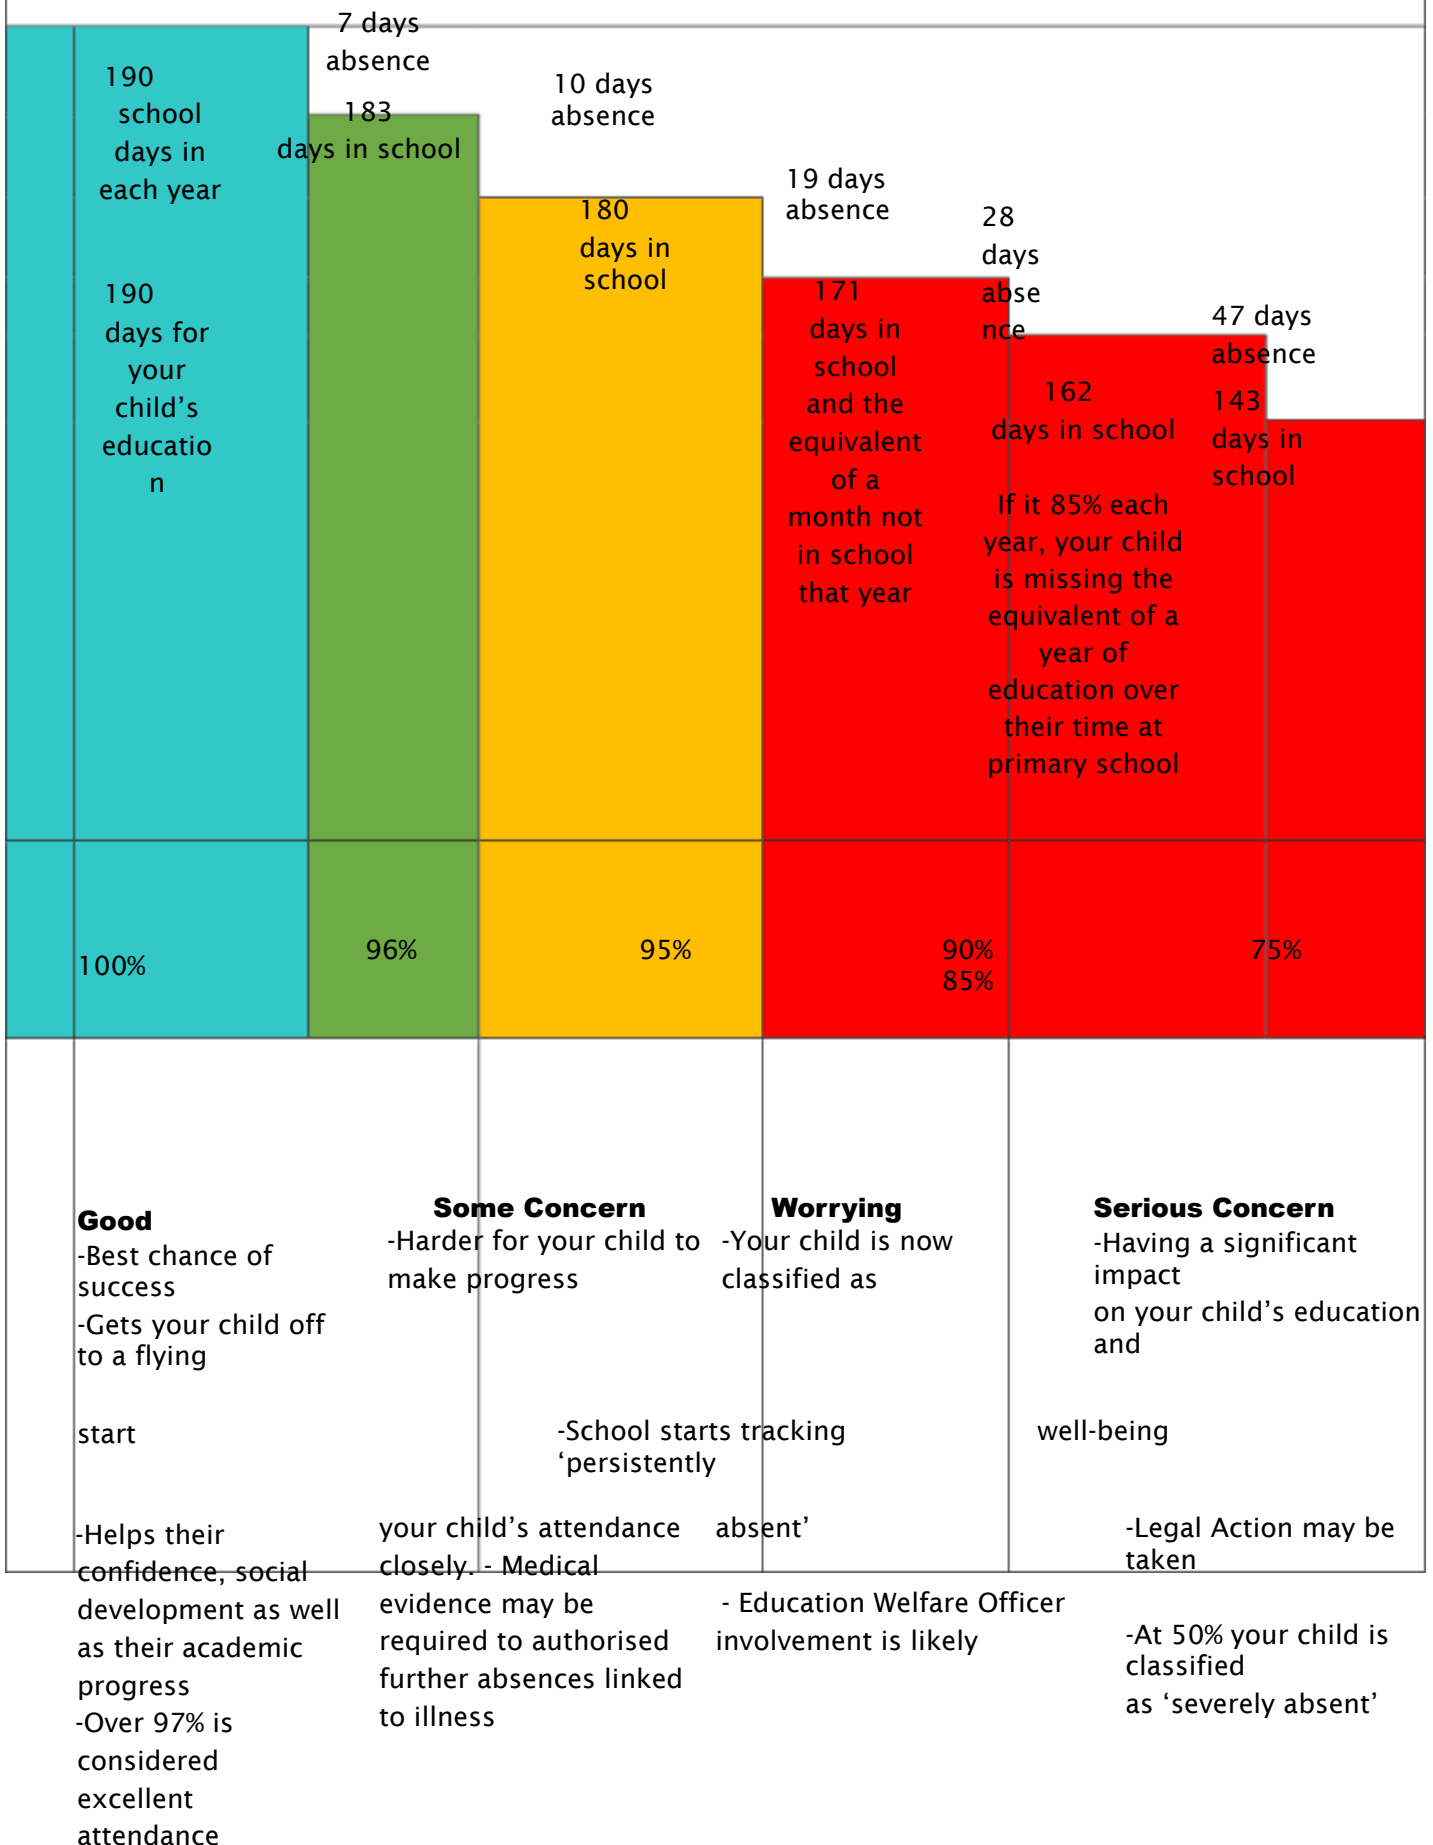 7 days
absence
190
school
days in
each year
190
days for
your
child’s
educatio
n
183
days in school
10 days
absence
180
days in
school
19 days
absence
171
days in
school
and the
equivalent
of a
month not
in school
that year
28
days
abse
nce
162
days in school
If it 85% each
year, your child
is missing the
equivalent of a
year of
education over
their time at
primary school
47 days
absence
143
days in
school
100%
96%
95%
90%
85%
75%
Good
-Best chance of
success
-Gets your child off
to a flying
start
-Helps their
confidence, social
development as well
as their academic
progress
-Over 97% is
considered
excellent
attendance
Some Concern
-Harder for your child to
make progress
-School starts tracking
‘persistently
your child’s attendance
closely. - Medical
evidence may be
required to authorised
further absences linked
to illness
Worrying
-Your child is now
classified as
absent’
- Education Welfare Officer
involvement is likely
Serious Concern
-Having a significant
impact
on your child’s education
and
well-being
-Legal Action may be
taken
-At 50% your child is
classified
as ‘severely absent’